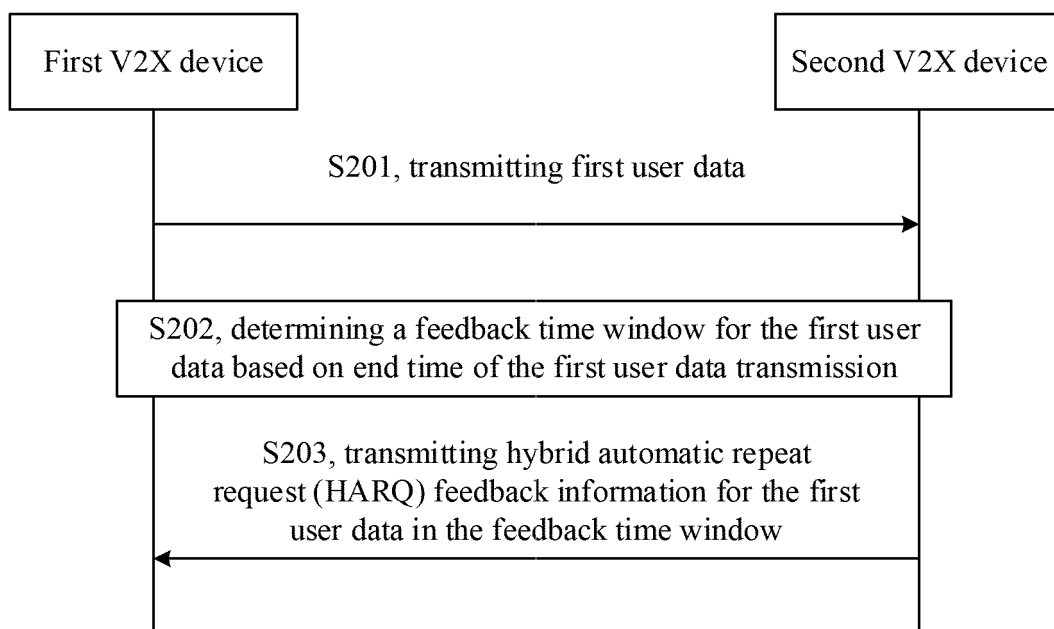 First V2X device
Second V2X device
S201, transmitting first user data
S202, determining a feedback time window for the first user
data based on end time of the first user data transmission
S203, transmitting hybrid automatic repeat
request (HARQ) feedback information for the first
user data in the feedback time window